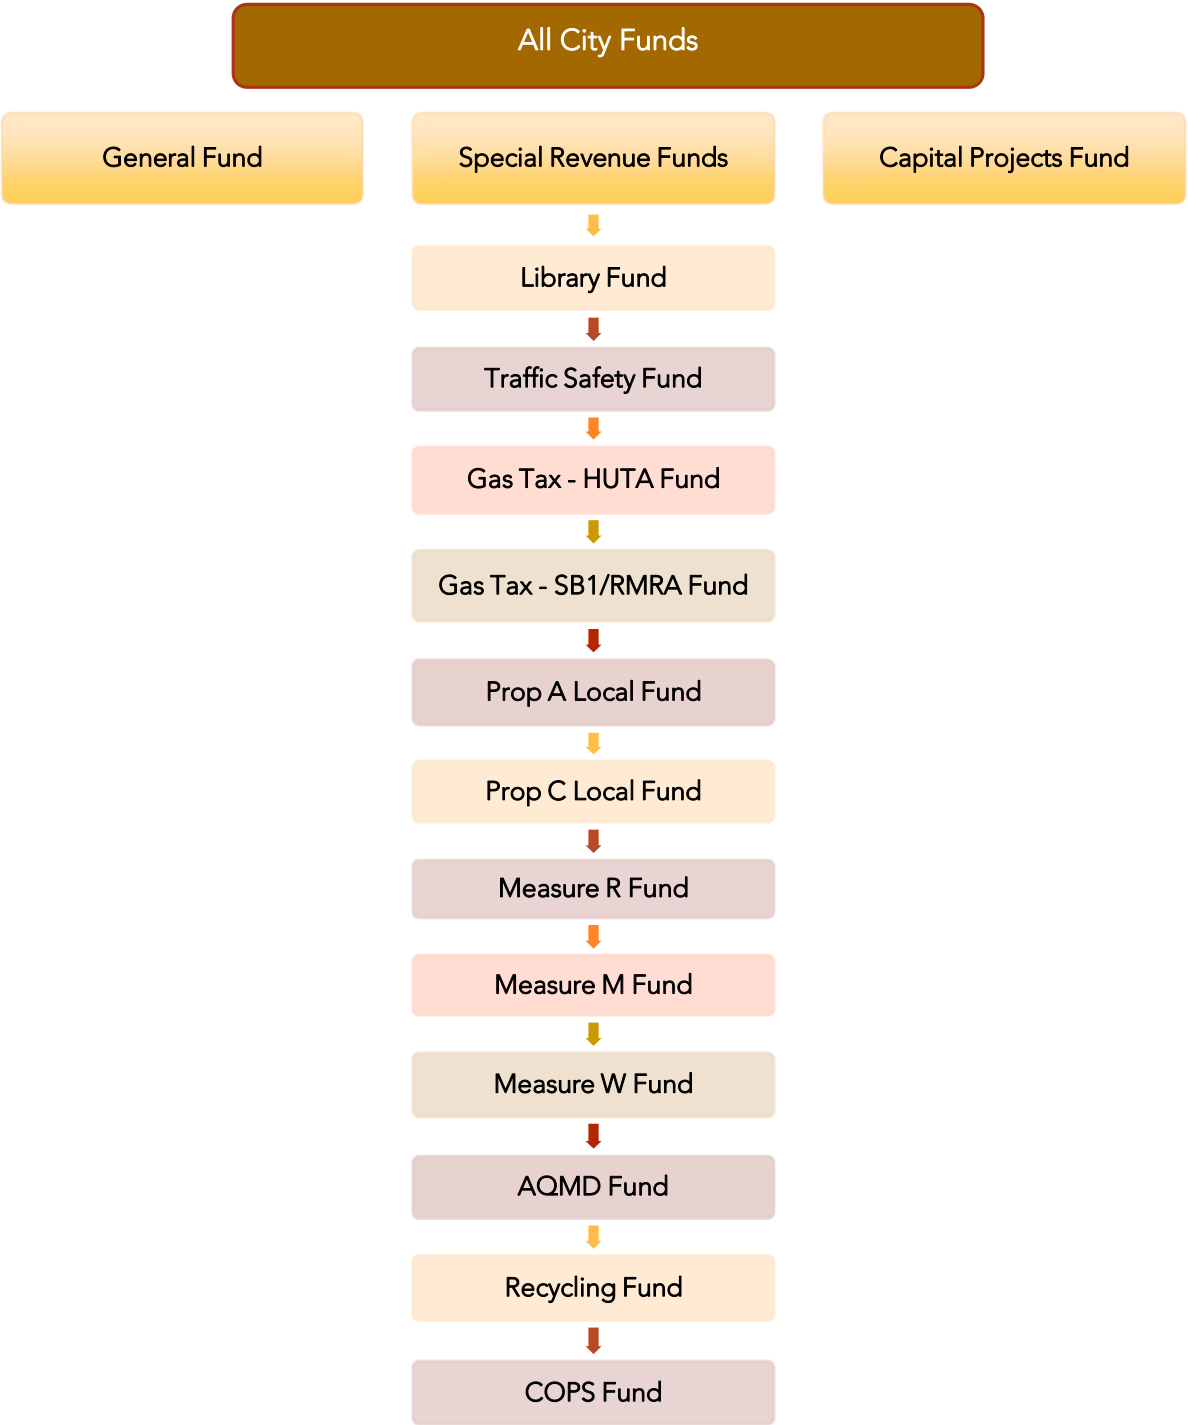 All City Funds
General Fund
Special Revenue Funds
Capital Projects Fund
Library Fund
Traffic Safety Fund
Gas Tax - HUTA Fund
Gas Tax - SB1/RMRA Fund
Prop A Local Fund
Prop C Local Fund
Measure R Fund
Measure M Fund
Measure W Fund
AQMD Fund
Recycling Fund
COPS Fund